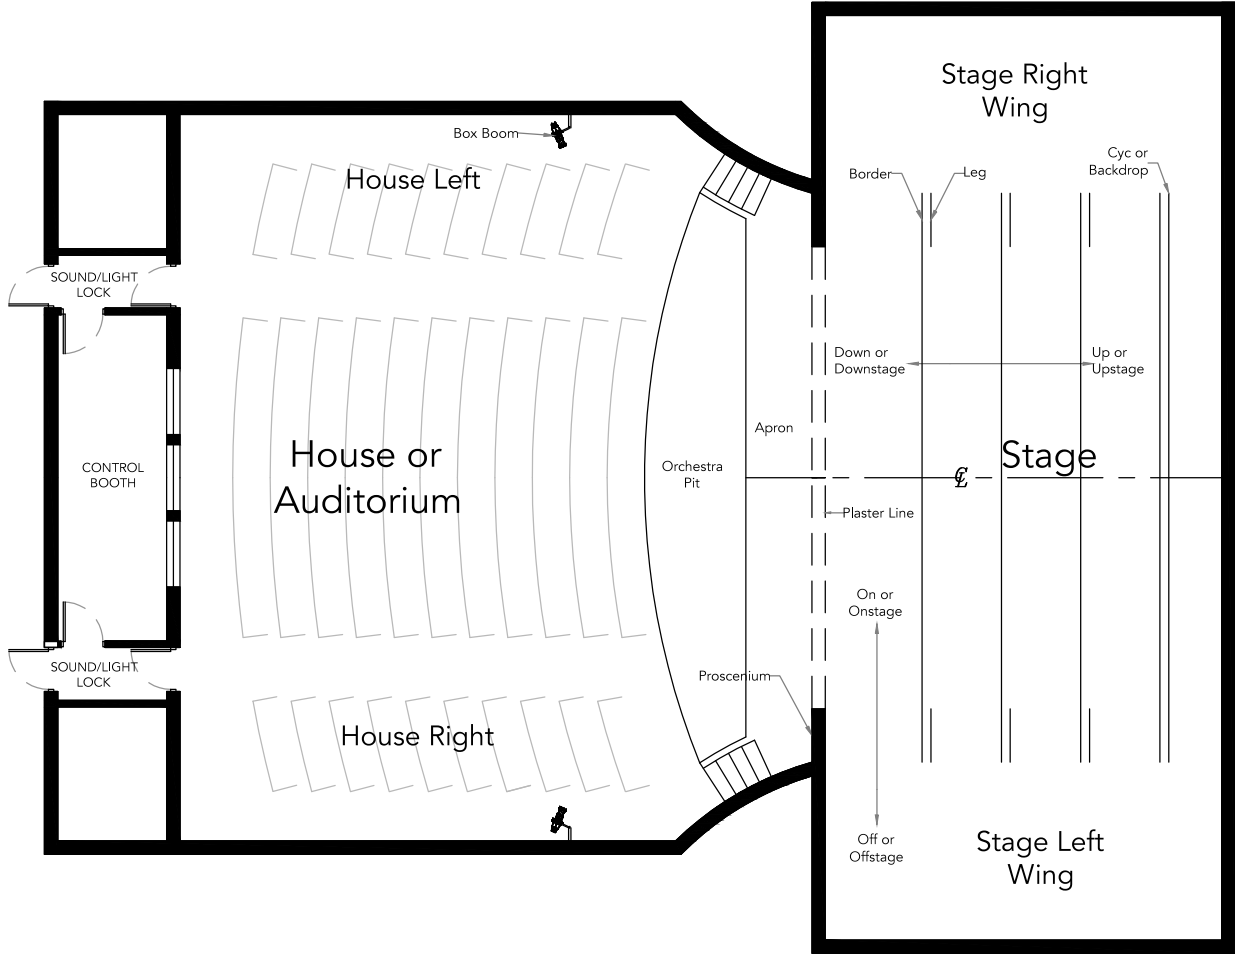 Stage Right
Wing
Box Boom
House Left
Border
Leg
Cyc or
Backdrop
SOUND/LIGHT
LOCK
Down or
Downstage
Up or
Upstage
House or
Auditorium
CONTROL
BOOTH
Orchestra
Pit
Apron
Stage
CL
Plaster Line
On or
Onstage
SOUND/LIGHT
LOCK
Proscenium
House Right
Off or
Offstage
Stage Left
Wing